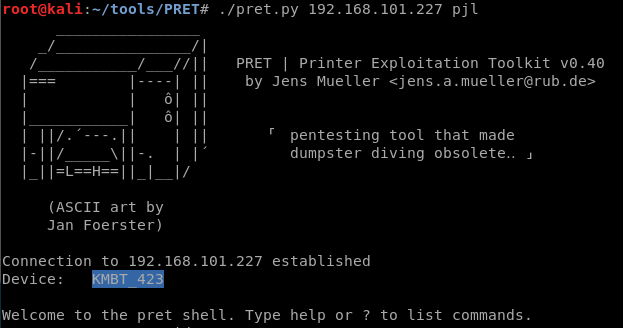 root@kali:~/tools/PRET# ./pret.py 192.168.101.227 pjl
      ________________
    _/_______________/|
   /___________/___//||   PRET | Printer Exploitation Toolkit v0.40
  |===        |----| ||    by Jens Mueller <jens.a.mueller@rub.de>
  |           |   ô| ||
  |___________|   ô| ||
  | ||/.´---.||    | ||      「 pentesting tool that made
  |-||/_____\||-.  | |´         dumpster diving obsolete‥ 」
  |_||=L==H==||_|__|/
     (ASCII art by
     Jan Foerster)
Connection to 192.168.101.227 established
Device:   KMBT_423
Welcome to the pret shell. Type help or ? to list commands.